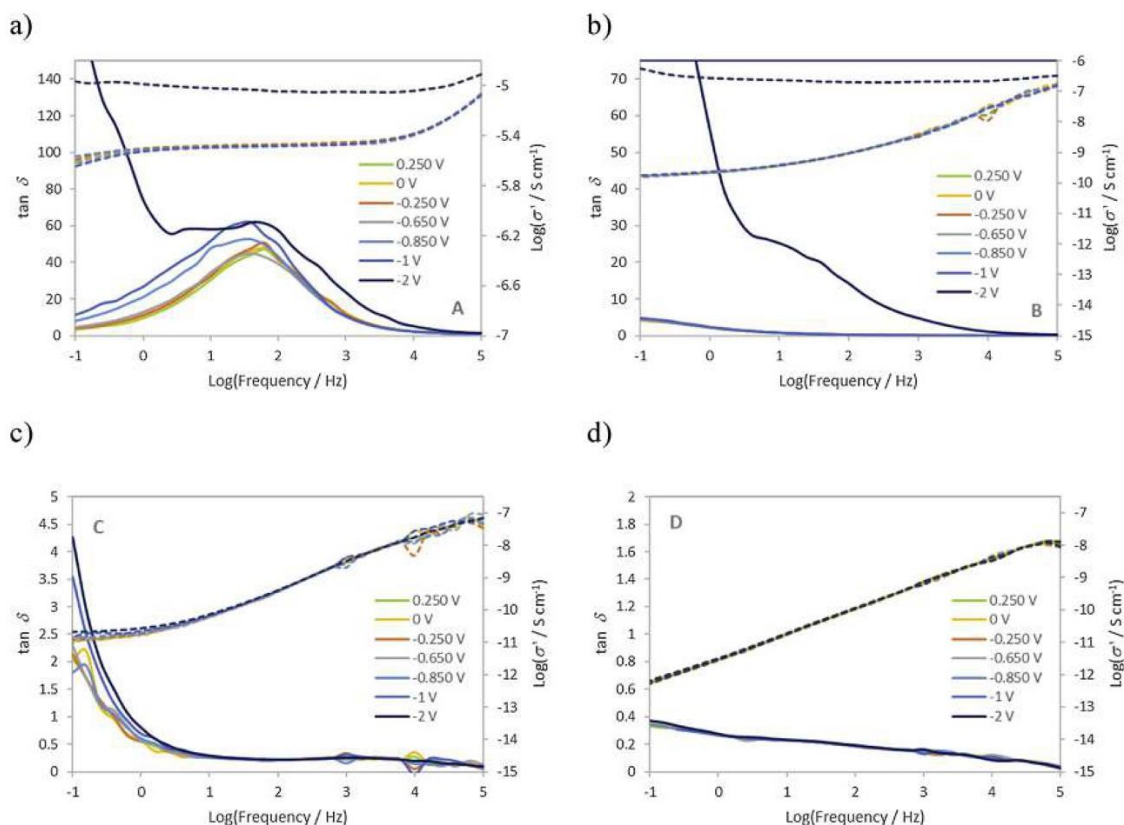 a)
140
120
100
80
60
40
20
0
tan δ
-1
0
1
2
3
4
5
Log(Frequency / Hz)
-5
-5.4
-5.8
-6.2
-6.6
-7
Log(σ' / S cm⁻¹)
0.250 V
0 V
-0.250 V
-0.650 V
-0.850 V
-1 V
-2 V
A
b)
70
60
50
40
30
20
10
0
tan δ
-1
0
1
2
3
4
5
Log(Frequency / Hz)
-6
-7
-8
-9
-10
-11
-12
-13
-14
-15
Log(σ' / S cm⁻¹)
0.250 V
0 V
-0.250 V
-0.650 V
-0.850 V
-1 V
-2 V
B
c)
5
4.5
4
3.5
3
2.5
2
1.5
1
0.5
0
tan δ
-1
0
1
2
3
4
5
Log(Frequency / Hz)
-7
-8
-9
-10
-11
-12
-13
-14
-15
Log(σ' / S cm⁻¹)
C
0.250 V
0 V
-0.250 V
-0.650 V
-0.850 V
-1 V
-2 V
d)
2
1.8
1.6
1.4
1.2
1
0.8
0.6
0.4
0.2
0
tan δ
-1
0
1
2
3
4
5
Log(Frequency / Hz)
-7
-8
-9
-10
-11
-12
-13
-14
-15
Log(σ' / S cm⁻¹)
D
0.250 V
0 V
-0.250 V
-0.650 V
-0.850 V
-1 V
-2 V